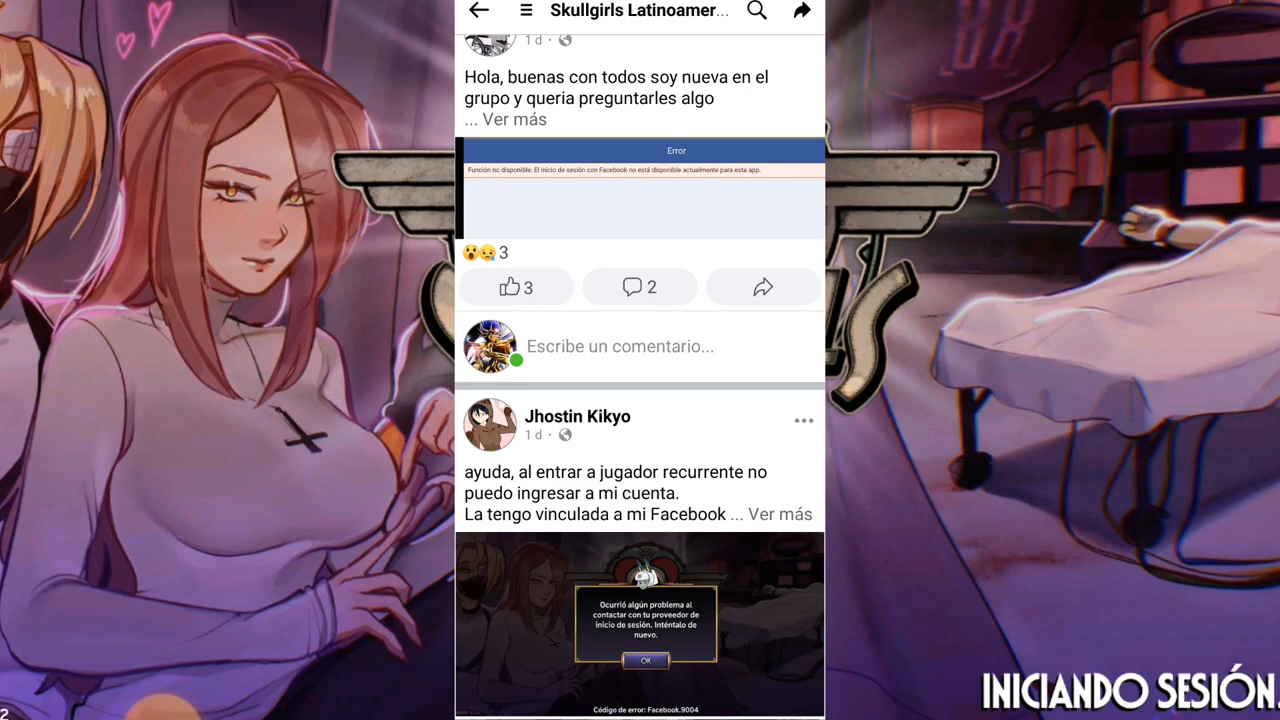 Skullgirls Latinoamer...
1 d
Hola, buenas con todos soy nueva en el
grupo y queria preguntarles algo
... Ver más
Error
Función no disponible: El inicio de sesión con Facebook no está disponible actualmente para esta app.
3
3
2
Escribe un comentario...
Jhostin Kikyo
1 d
ayuda, al entrar a jugador recurrente no
puedo ingresar a mi cuenta.
La tengo vinculada a mi Facebook ... Ver más
Ocurrió algún problema al
contactar con tu proveedor de
inicio de sesión. Inténtalo de
nuevo.
OK
Código de error: Facebook.9004
INICIANDO SESIÓN.
2